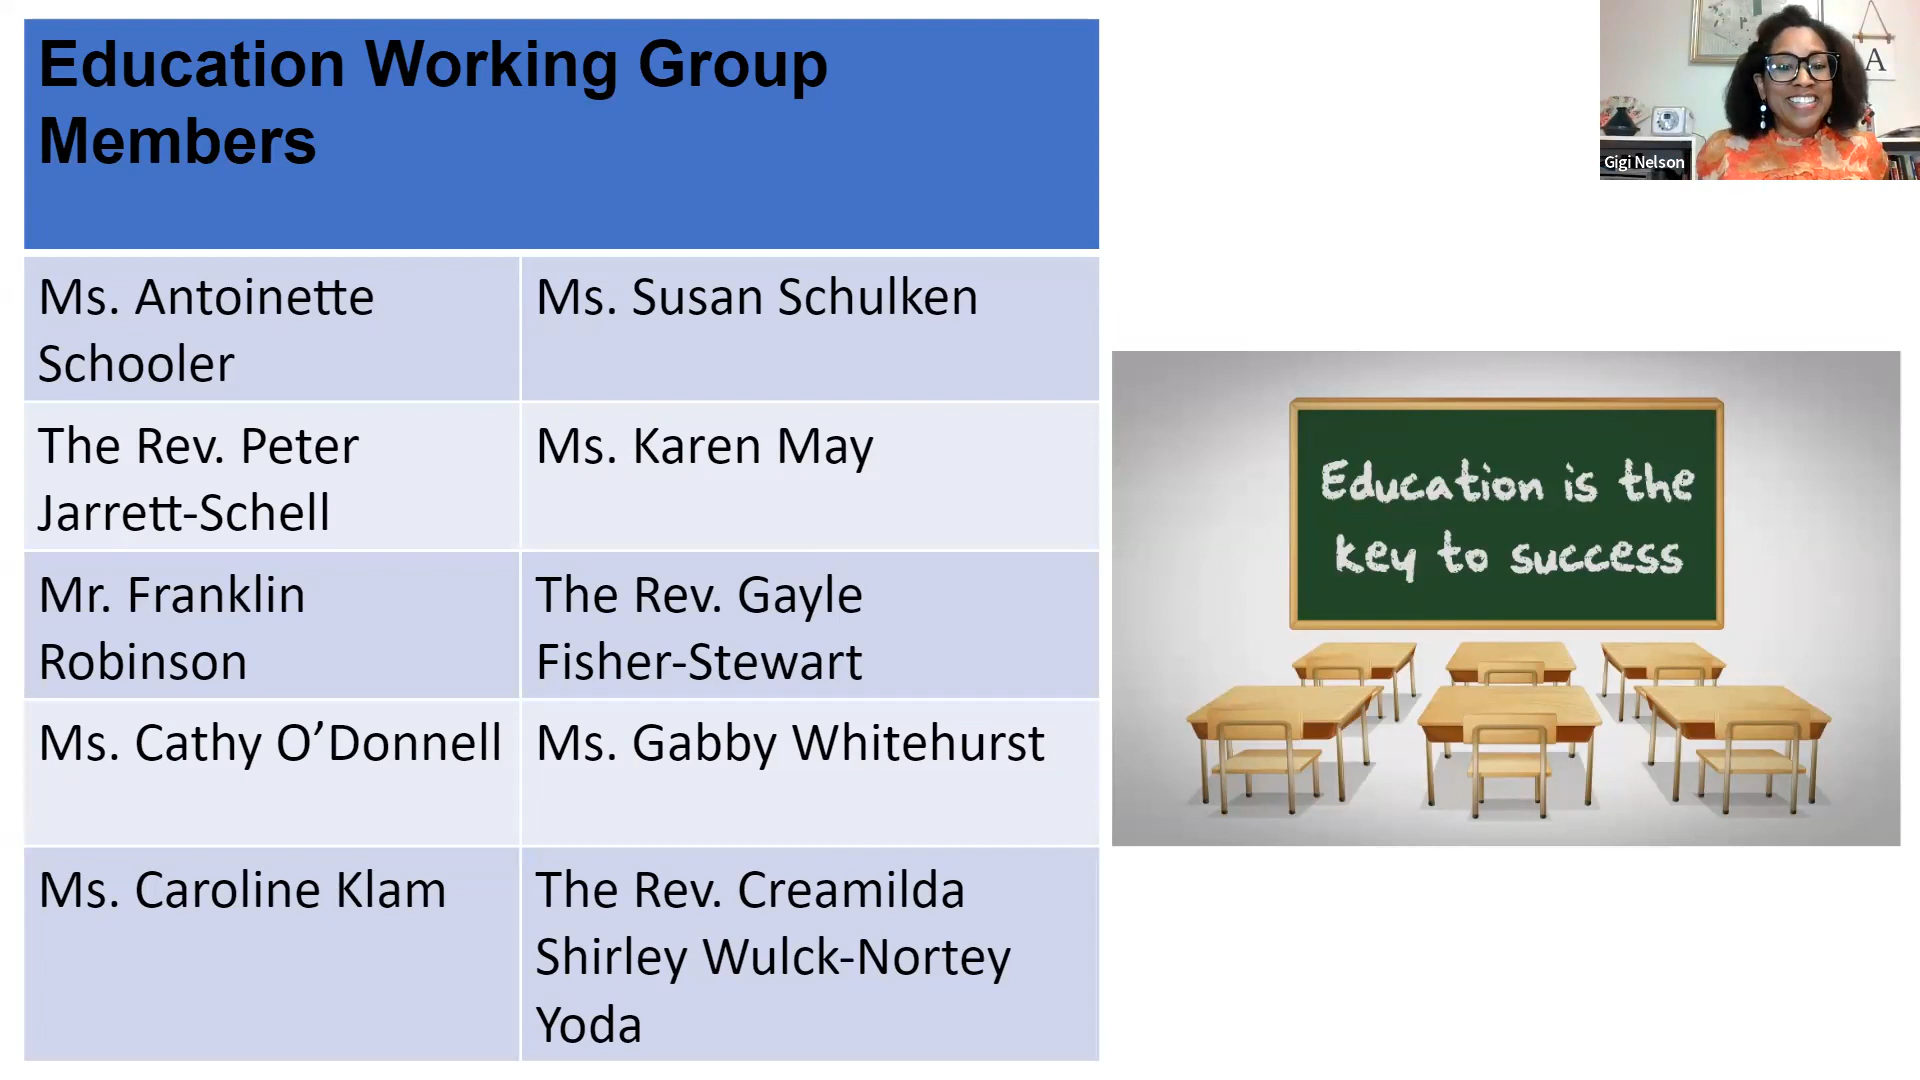 Education Working Group
Members
Ms. Antoinette
Schooler
Ms. Susan Schulken
The Rev. Peter
Jarrett-Schell
Ms. Karen May
Mr. Franklin
Robinson
The Rev. Gayle
Fisher-Stewart
Ms. Cathy O’Donnell
Ms. Gabby Whitehurst
Ms. Caroline Klam
The Rev. Creamilda
Shirley Wulck-Nortey
Yoda
Education is the
key to success
A
Gigi Nelson